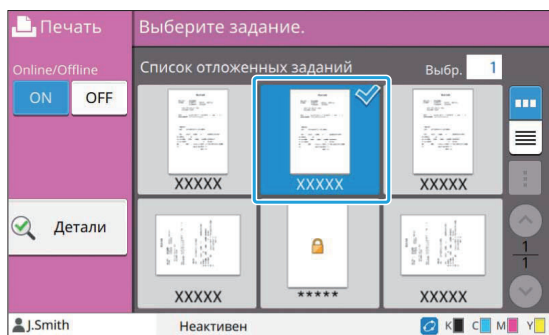 Печать
Выберите задание.
Online/Offline
ON OFF
Список отложенных заданий
Выбр. 1
XXXXX
XXXXX
XXXXX
Детали
XXXXX
*****
XXXXX
1
1
J.Smith
Неактивен
K C M Y